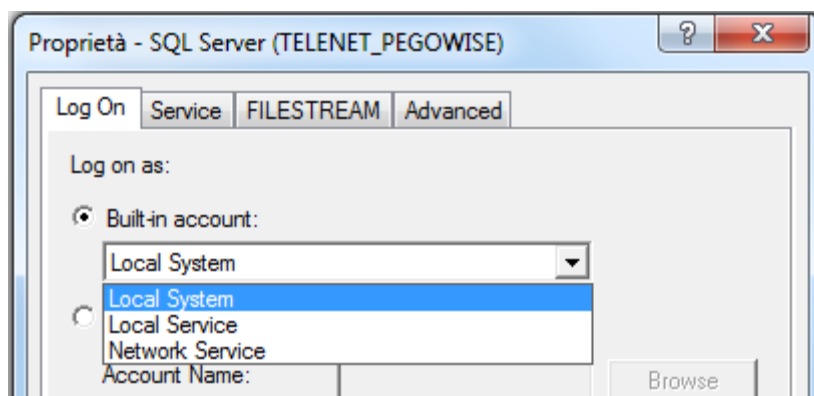 Proprietà - SQL Server (TELENET_PEGOWISE)
Log On Service FILESTREAM Advanced
Log on as:
Built-in account:
Local System
Local System
Local Service
Network Service
Account Name:
Browse